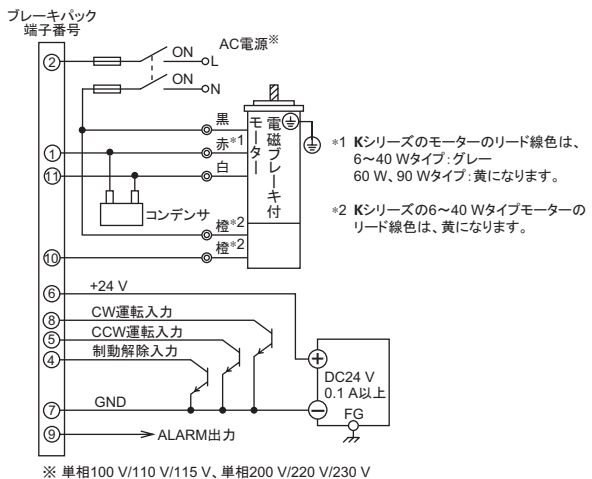 ブレーキパック
端子番号
AC電源※
② ON L
ON N
黒
① 赤*1
⑪ 白
モーター
電磁ブレーキ付
コンデンサ
橙*2
⑩ 橙*2
*1 Kシリーズのモーターのリード線色は、
6～40 Wタイプ：グレー
60 W、90 Wタイプ：黄になります。
*2 Kシリーズの6～40 Wタイプモーターの
リード線色は、黄になります。
⑥ +24 V
⑧ CW運転入力
⑤ CCW運転入力
④ 制動解除入力
⑦ GND
⑨ ALARM出力
+
DC24 V
0.1 A以上
−
FG
※ 単相100 V/110 V/115 V、単相200 V/220 V/230 V